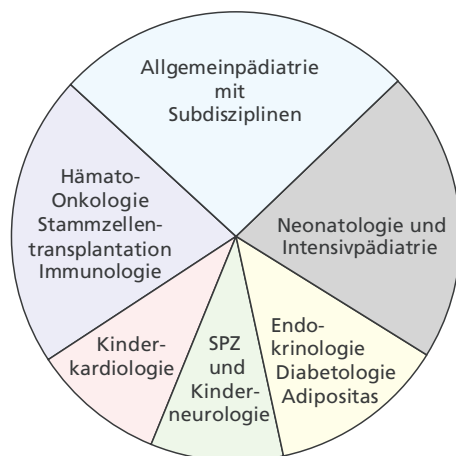 Allgemeinpädiatrie
mit
Subdisziplinen
Neonatologie und
Intensivpädiatrie
Endo-
krinologie
Diabetologie
Adipositas
SPZ
und
Kinder-
neurologie
Kinder-
kardiologie
Hämato-
Onkologie
Stammzellen-
transplantation
Immunologie